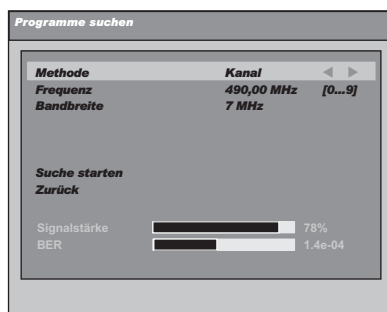 Programme suchen
Methode Kanal ◀ ▶
Frequenz 490,00 MHz [0...9]
Bandbreite 7 MHz
Suche starten
Zurück
Signalstärke 78%
BER 1.4e-04